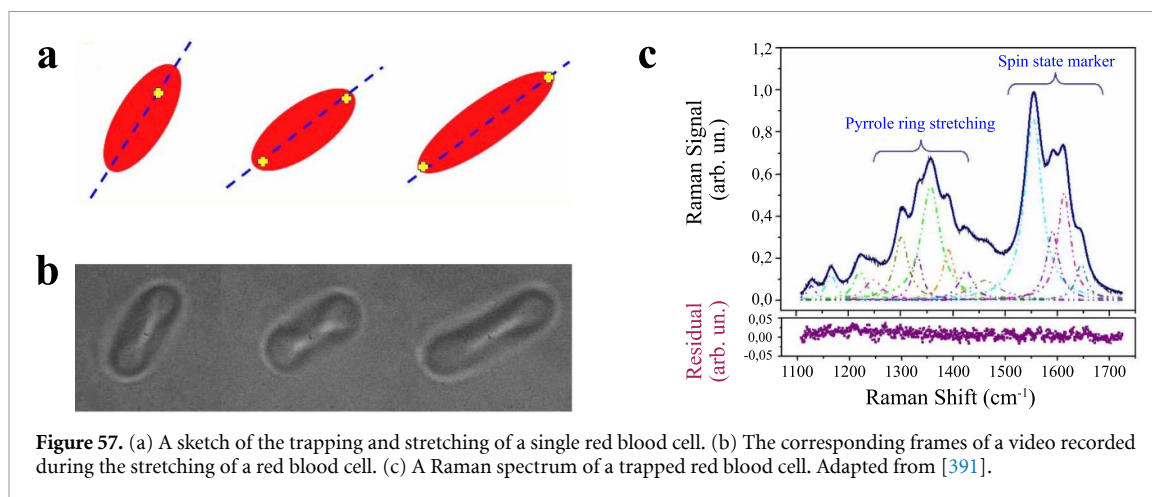 a
b
c
Raman Signal
(arb. un.)
1,2
1,0
0,8
0,6
0,4
0,2
0,0
Pyrrole ring stretching
Spin state marker
Residual
(arb. un.)
0,05
0,00
-0,05
1100 1200 1300 1400 1500 1600 1700
Raman Shift (cm⁻¹)
Figure 57. (a) A sketch of the trapping and stretching of a single red blood cell. (b) The corresponding frames of a video recorded
during the stretching of a red blood cell. (c) A Raman spectrum of a trapped red blood cell. Adapted from [391].